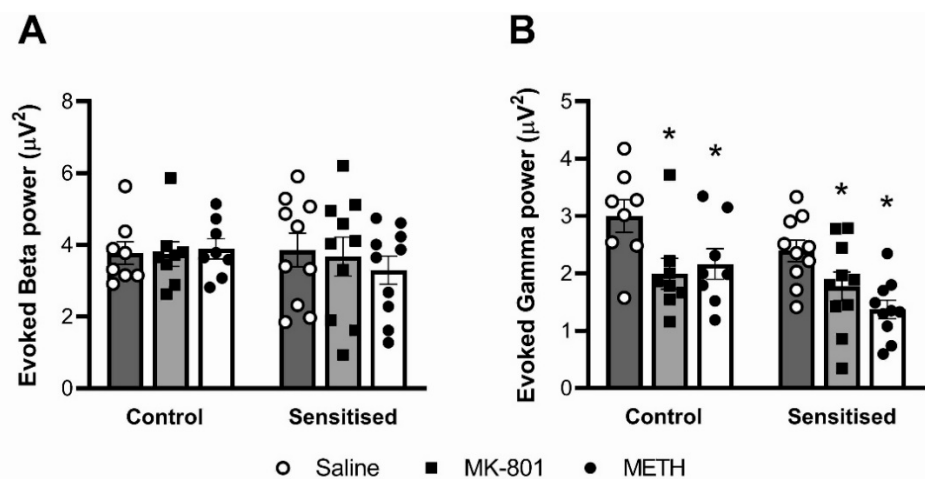 A
Evoked Beta power (µV²)
8
6
4
2
0
Control
Sensitised
B
Evoked Gamma power (µV²)
5
4
3
2
1
0
* *
* *
Control
Sensitised
Saline MK-801 METH